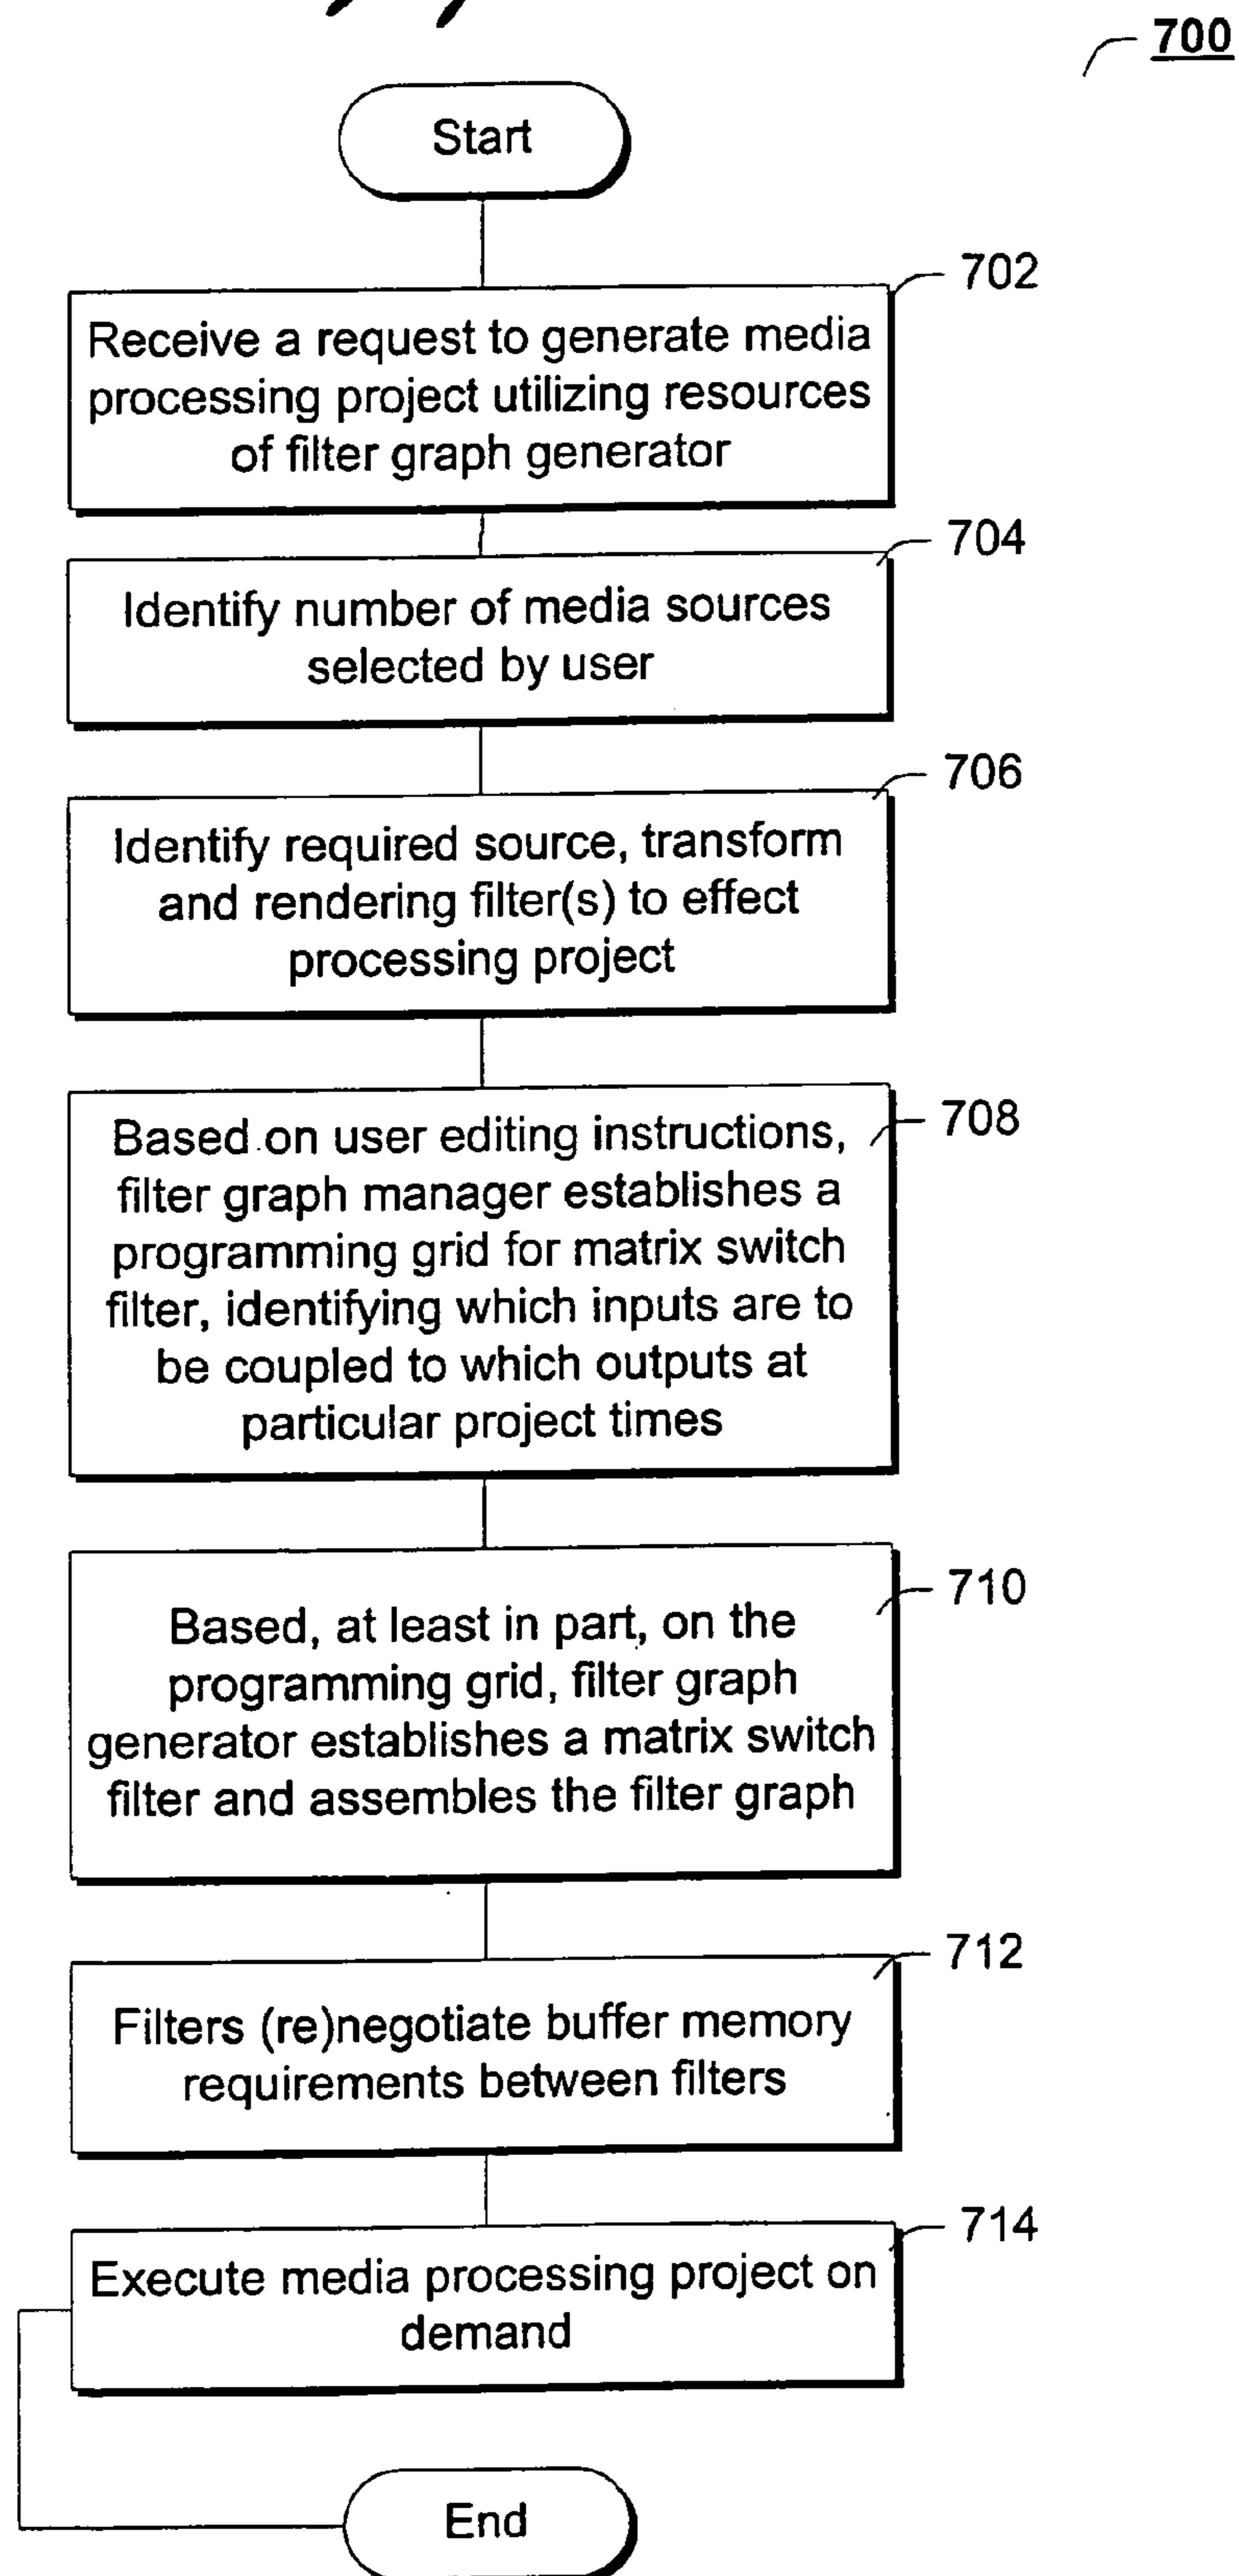 700
Start
702
Receive a request to generate media
processing project utilizing resources
of filter graph generator
704
Identify number of media sources
selected by user
706
Identify required source, transform
and rendering filter(s) to effect
processing project
708
Based on user editing instructions,
filter graph manager establishes a
programming grid for matrix switch
filter, identifying which inputs are to
be coupled to which outputs at
particular project times
710
Based, at least in part, on the
programming grid, filter graph
generator establishes a matrix switch
filter and assembles the filter graph
712
Filters (re)negotiate buffer memory
requirements between filters
714
Execute media processing project on
demand
End